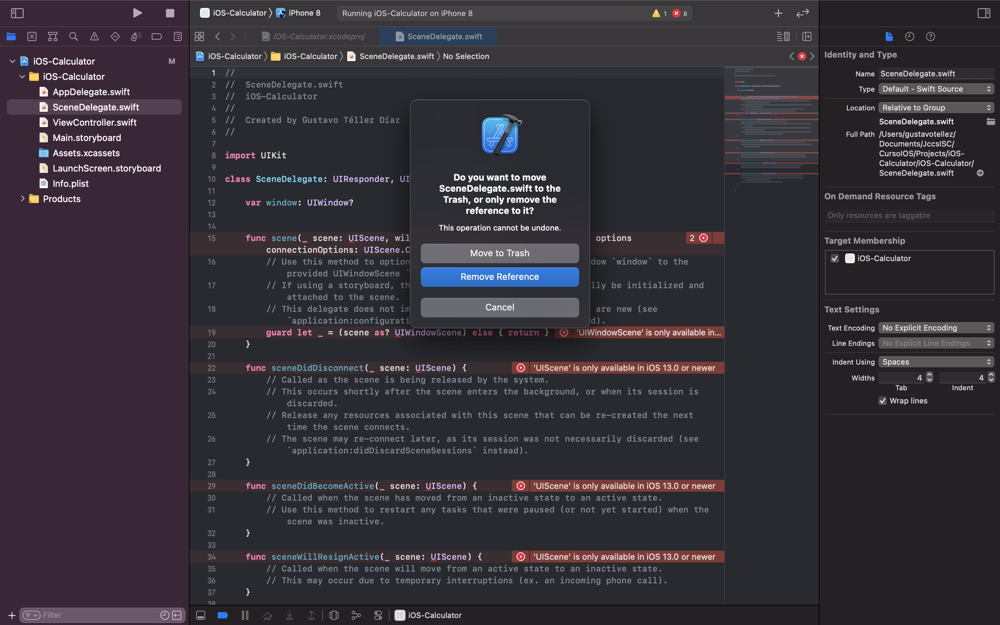 iOS-Calculator
iPhone 8
Running iOS-Calculator on iPhone 8
1
8
iOS-Calculator.xcodeproj
SceneDelegate.swift
iOS-Calculator
iOS-Calculator
SceneDelegate.swift
No Selection
iOS-Calculator
M
iOS-Calculator
AppDelegate.swift
SceneDelegate.swift
ViewController.swift
Main.storyboard
Assets.xcassets
LaunchScreen.storyboard
Info.plist
Products
Filter
1 //
2 //  SceneDelegate.swift
3 //  iOS-Calculator
4 //
5 //  Created by Gustavo Téllez Díaz
6 //
7
8 import UIKit
9
10 class SceneDelegate: UIResponder, UI
11
12 var window: UIWindow?
13
14
15 func scene(_ scene: UIScene, wil options
2
connectionOptions: UIScene.C
16 // Use this method to option dow `window` to the
provided UIWindowScene `
17 // If using a storyboard, th lly be initialized and
attached to the scene.
18 // This delegate does not im are new (see
`application:configurati d).
19 guard let _ = (scene as? UIWindowScene) else { return }
'UIWindowScene' is only available in...
20 }
21
22 func sceneDidDisconnect(_ scene: UIScene) {
'UIScene' is only available in iOS 13.0 or newer
23 // Called as the scene is being released by the system.
24 // This occurs shortly after the scene enters the background, or when its session is
discarded.
25 // Release any resources associated with this scene that can be re-created the next
time the scene connects.
26 // The scene may re-connect later, as its session was not necessarily discarded (see
`application:didDiscardSceneSessions` instead).
27 }
28
29 func sceneDidBecomeActive(_ scene: UIScene) {
'UIScene' is only available in iOS 13.0 or newer
30 // Called when the scene has moved from an inactive state to an active state.
31 // Use this method to restart any tasks that were paused (or not yet started) when the
scene was inactive.
32 }
33
34 func sceneWillResignActive(_ scene: UIScene) {
'UIScene' is only available in iOS 13.0 or newer
35 // Called when the scene will move from an active state to an inactive state.
36 // This may occur due to temporary interruptions (ex. an incoming phone call).
37 }
38
iOS-Calculator
Do you want to move
SceneDelegate.swift to the
Trash, or only remove the
reference to it?
This operation cannot be undone.
Move to Trash
Remove Reference
Cancel
Identity and Type
Name SceneDelegate.swift
Type Default - Swift Source
Location Relative to Group
SceneDelegate.swift
Full Path /Users/gustavotellez/
Documents/JccsISC/
CursoIOS/Projects/iOS-
Calculator/iOS-Calculator/
SceneDelegate.swift
On Demand Resource Tags
Only resources are taggable
Target Membership
iOS-Calculator
Text Settings
Text Encoding No Explicit Encoding
Line Endings No Explicit Line Endings
Indent Using Spaces
Widths 4 4
Tab Indent
Wrap lines